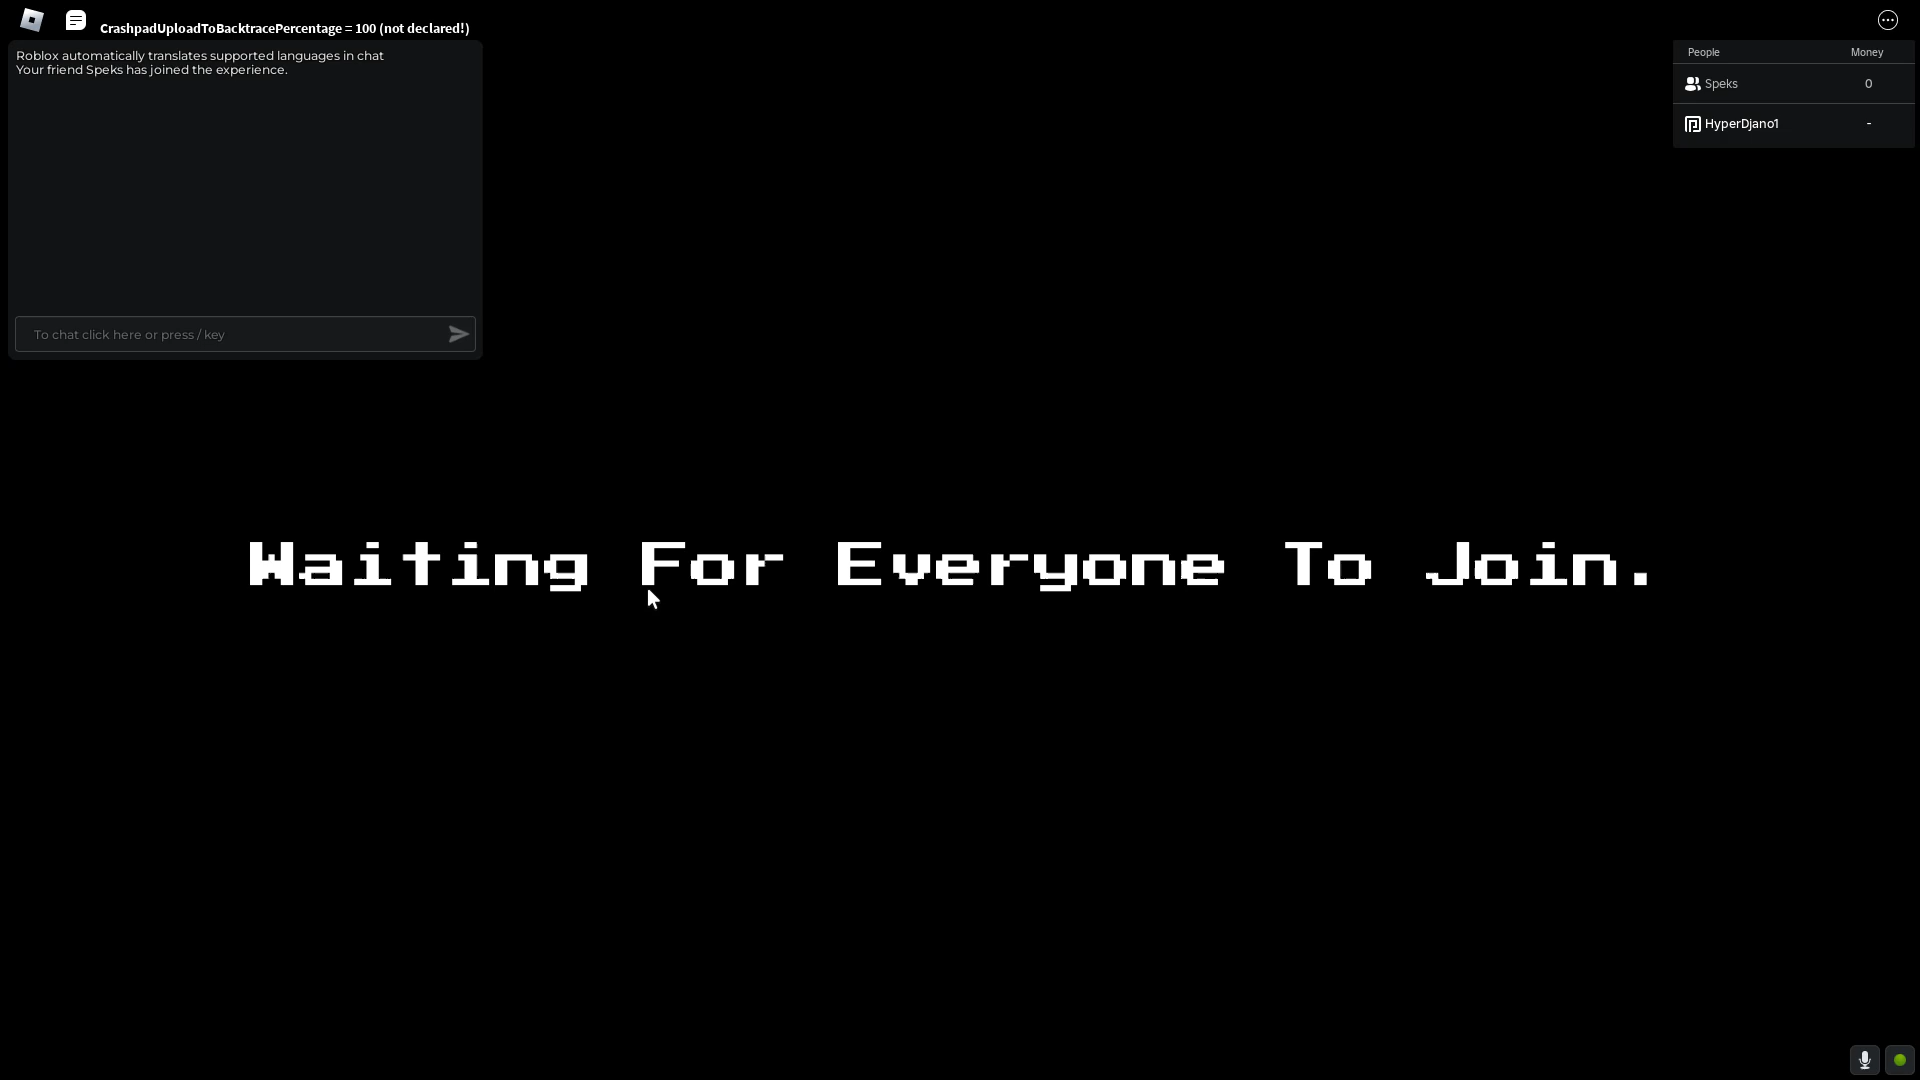 CrashpadUploadToBacktracePercentage = 100 (not declared!)
Roblox automatically translates supported languages in chat
Your friend Speks has joined the experience.
To chat click here or press / key
People Money
Speks 0
HyperDjano1 -
Waiting For Everyone To Join.